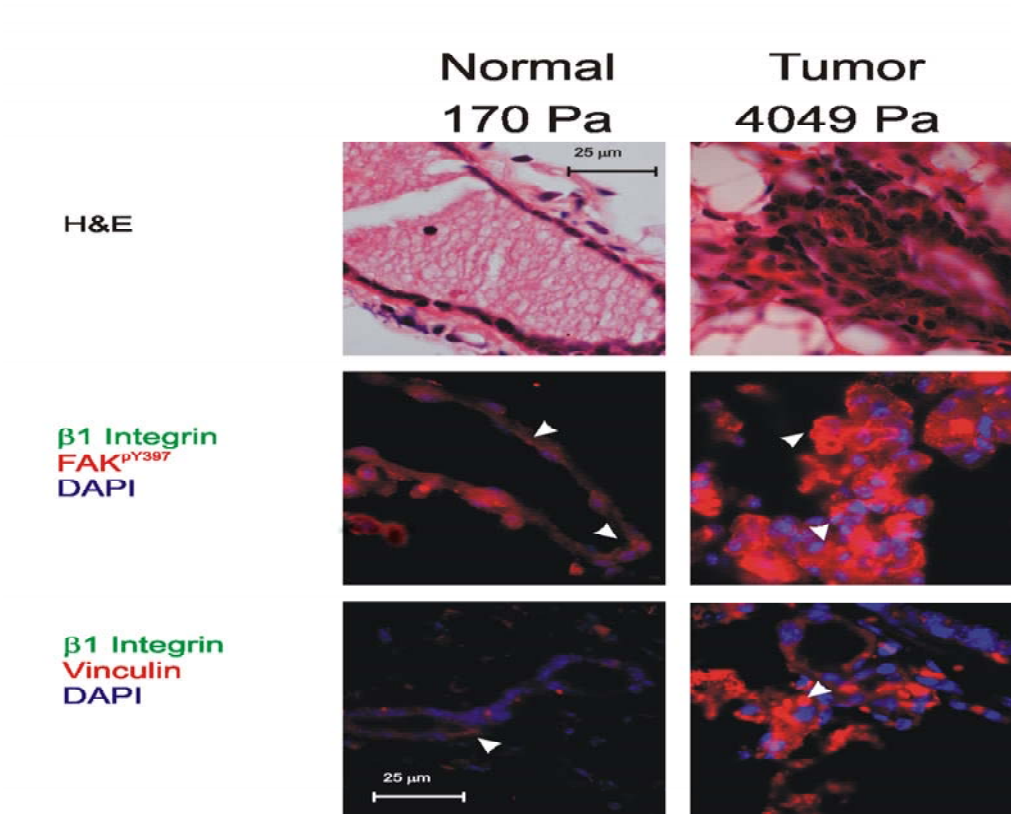 Normal
170 Pa
Tumor
4049 Pa
25 μm
H&E
β1 Integrin
FAKpY397
DAPI
β1 Integrin
Vinculin
DAPI
25 μm